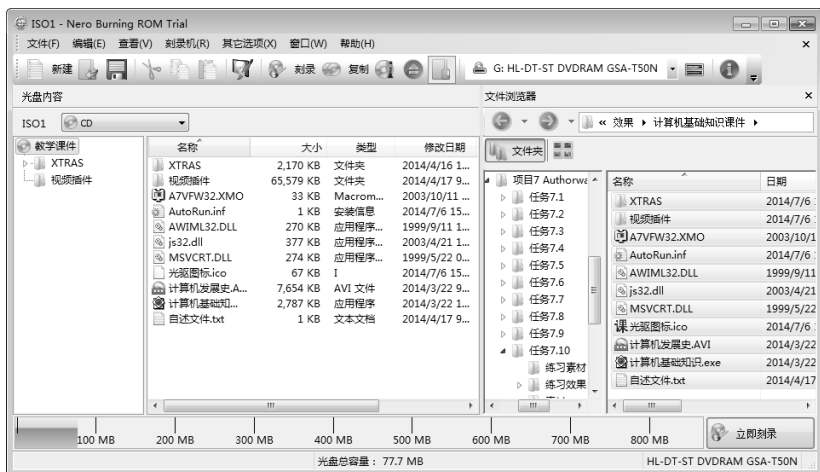 ISO1 - Nero Burning ROM Trial
文件(F) 编辑(E) 查看(V) 刻录机(R) 其它选项(X) 窗口(W) 帮助(H)
新建 刻录 复制 G: HL-DT-ST DVDRAM GSA-T50N
光盘内容
ISO1 CD
教学课件
XTRAS
视频插件
名称 大小 类型 修改日期
XTRAS 2,170 KB 文件夹 2014/4/16 1...
视频插件 65,579 KB 文件夹 2014/4/17 9...
A7VFW32.XMO 33 KB Macrom... 2003/10/11 ...
AutoRun.inf 1 KB 安装信息 2014/7/6 15...
AWIML32.DLL 270 KB 应用程序... 1999/9/11 1...
js32.dll 377 KB 应用程序... 2003/4/21 1...
MSVCRT.DLL 274 KB 应用程序... 1999/5/22 0...
光驱图标.ico 67 KB I 2014/7/6 15...
计算机发展史.A... 7,654 KB AVI 文件 2014/3/22 9...
计算机基础知... 2,787 KB 应用程序 2014/3/22 1...
自述文件.txt 1 KB 文本文档 2014/4/17 9...
文件浏览器
« 效果 计算机基础知识课件
文件夹
项目7 Authorwa
任务7.1
任务7.2
任务7.3
任务7.4
任务7.5
任务7.6
任务7.7
任务7.8
任务7.9
任务7.10
练习素材
练习效果
名称 日期
XTRAS 2014/7/6
视频插件 2014/7/6
A7VFW32.XMO 2003/10/1
AutoRun.inf 2014/7/6
AWIML32.DLL 1999/9/11
js32.dll 2003/4/21
MSVCRT.DLL 1999/5/22
光驱图标.ico 2014/7/6
计算机发展史.AVI 2014/3/22
计算机基础知识.exe 2014/3/22
自述文件.txt 2014/4/17
100 MB 200 MB 300 MB 400 MB 500 MB 600 MB 700 MB 800 MB 立即刻录
光盘总容量：77.7 MB HL-DT-ST DVDRAM GSA-T50N